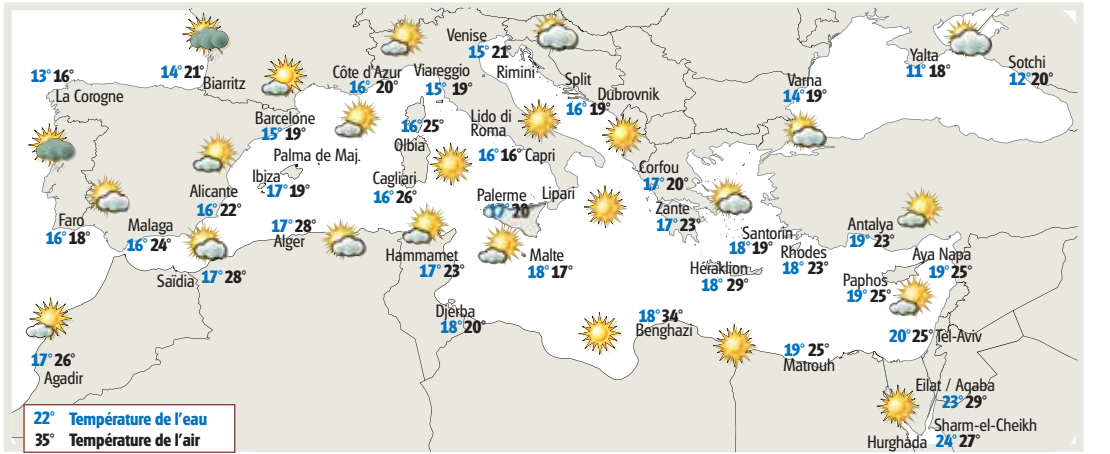 Venise
15° 21°
Rimini
Yalta
11° 18°
Sotchi
12° 20°
13° 16°
La Corogne
14° 21°
Biarritz
Côte d'Azur
16° 20°
Viareggio
15° 19°
Split
16° 19°
Dubrovnik
Varna
14° 19°
Barcelone
15° 19°
16° 25°
Olbia
Lido di
Roma
16° 16°
Capri
Palma de Maj.
Ibiza
17° 19°
Cagliari
16° 26°
Palerme
17° 20°
Lipari
Corfou
17° 20°
Zante
17° 23°
Alicante
16° 22°
Faro
16° 18°
Malaga
16° 24°
17° 28°
Alger
Saïdia
17° 28°
Hammamet
17° 23°
Malte
18° 17°
Santorin
18° 19°
Rhodes
18° 23°
Héraklion
18° 29°
Antalya
19° 23°
Aya Napa
19° 25°
Paphos
19° 25°
Djerba
18° 20°
18° 34°
Benghazi
20° 25°
Tel-Aviv
19° 25°
Matrouh
17° 26°
Agadir
Eilat / Aqaba
23° 29°
Sharm-el-Cheikh
Hurghada
24° 27°
22° Température de l'eau
35° Température de l'air